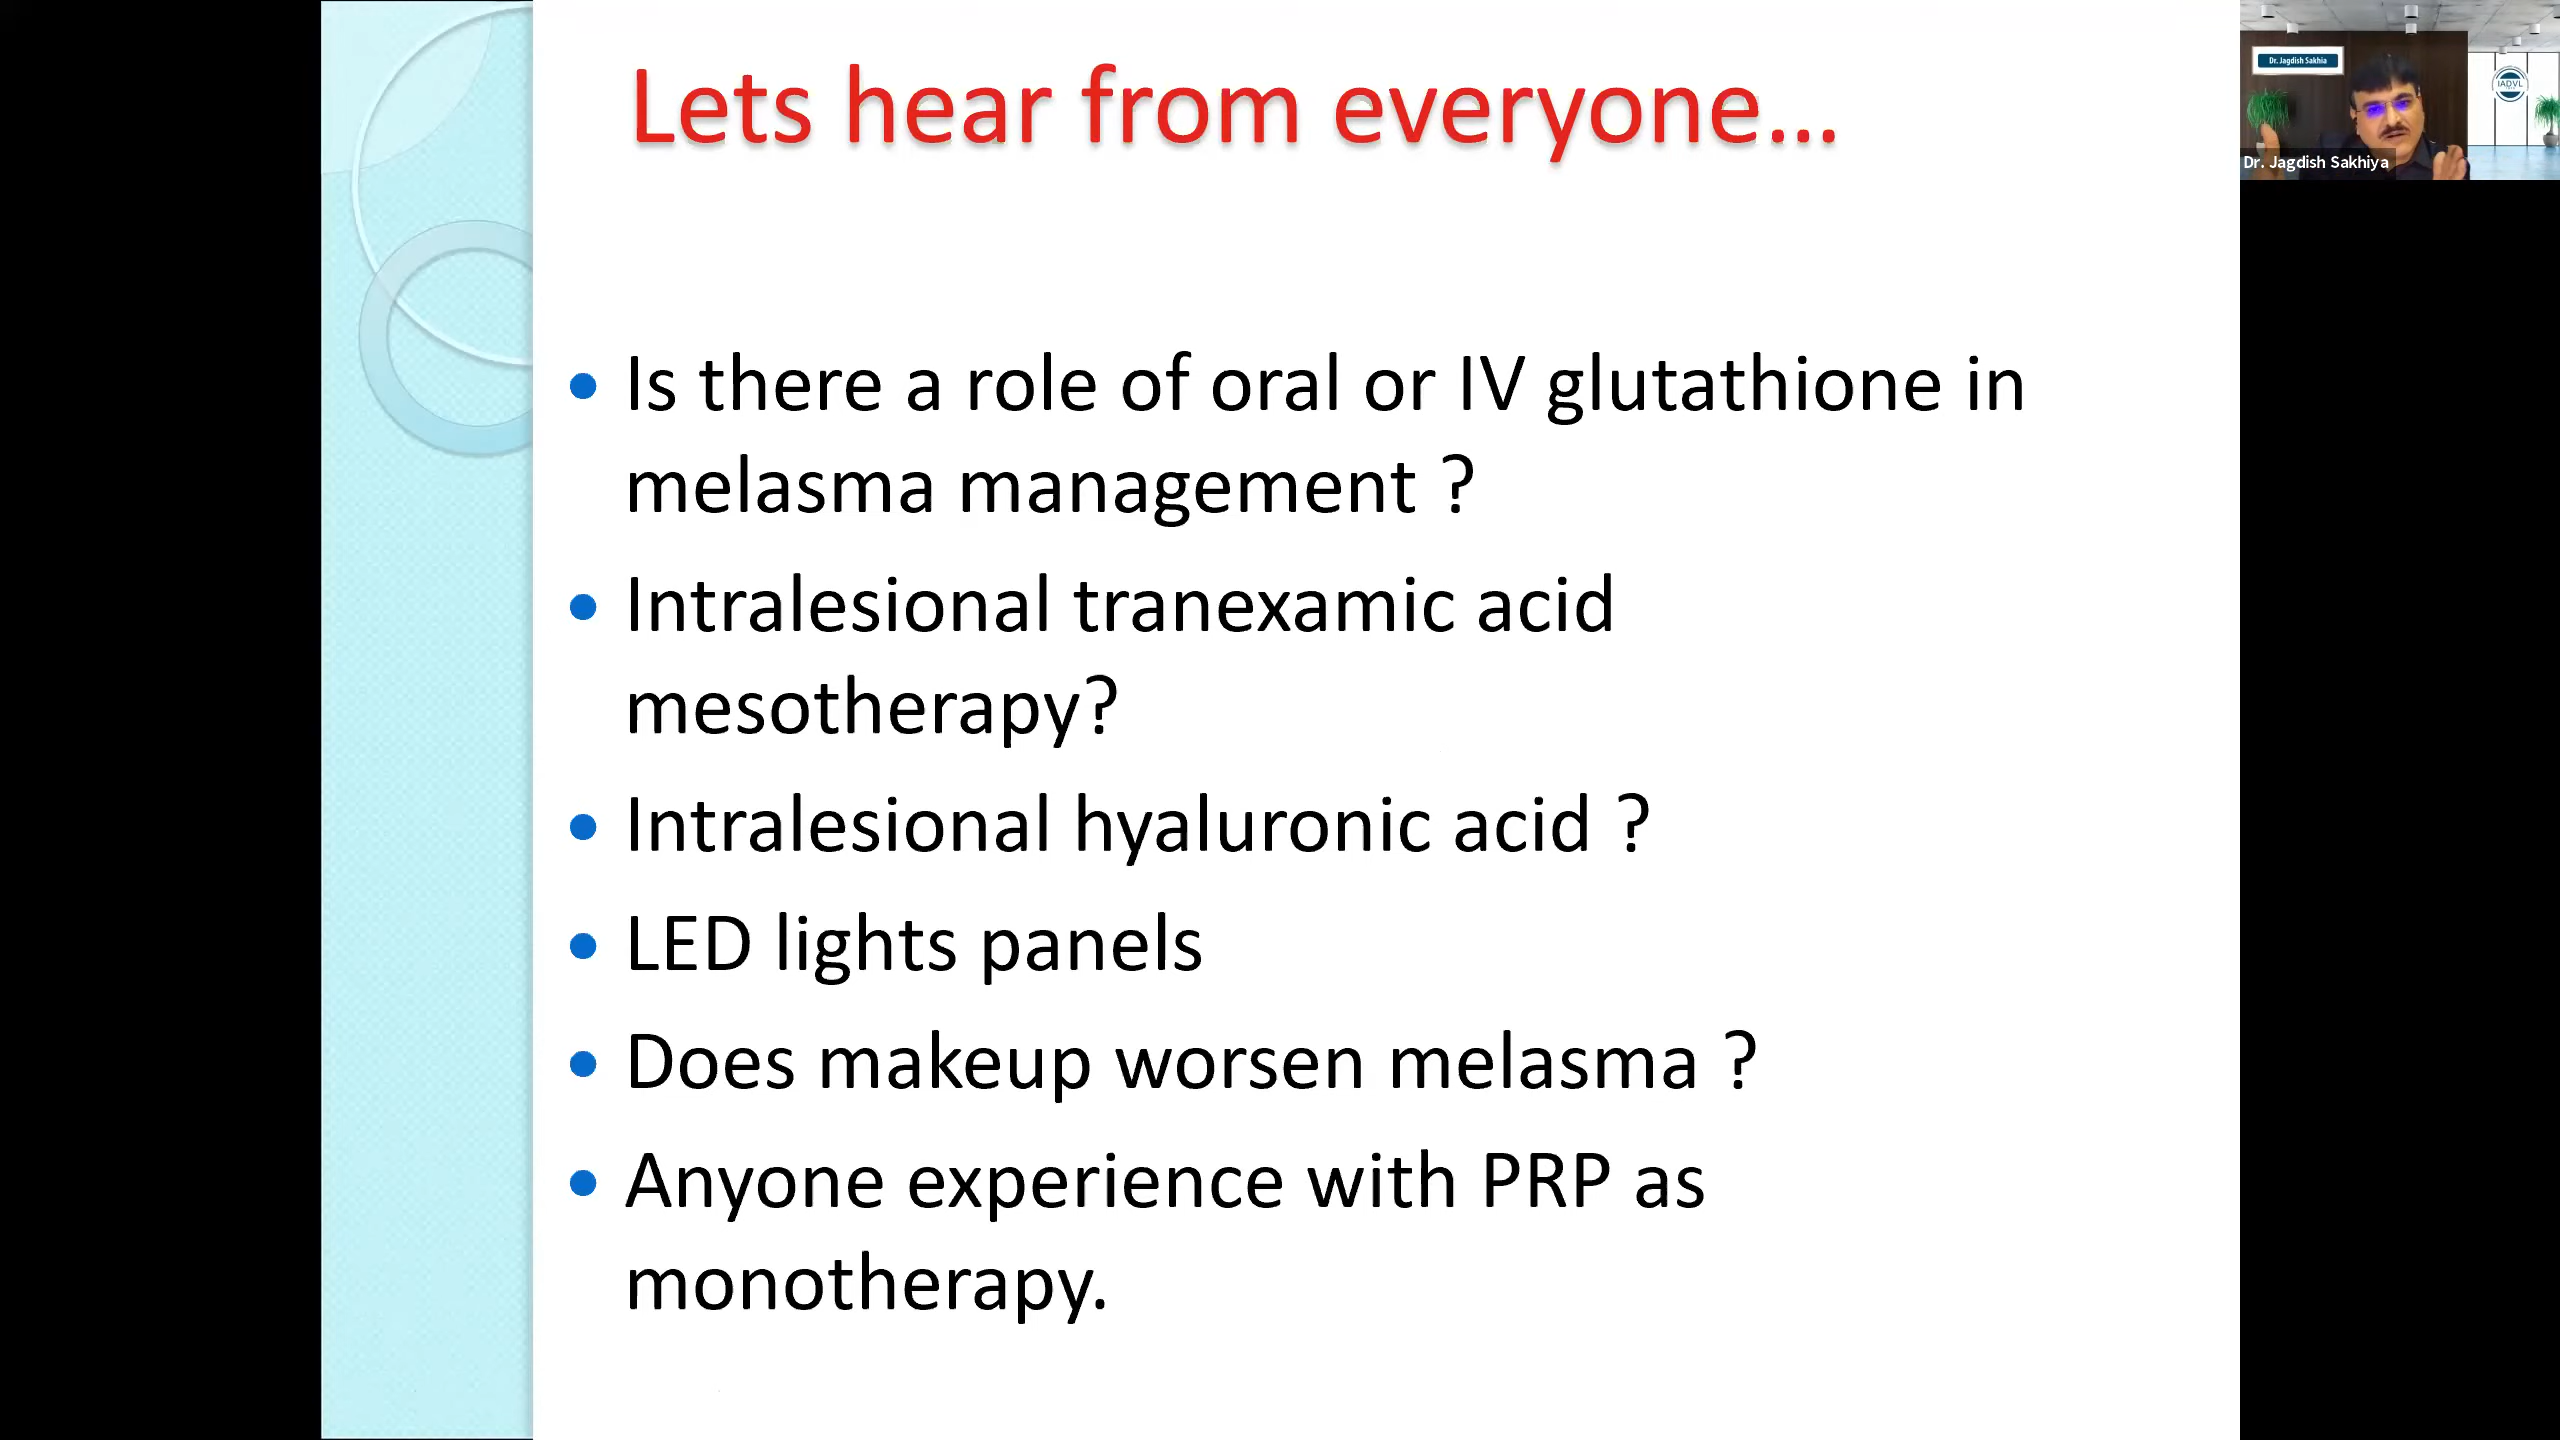 Lets hear from everyone...
Is there a role of oral or IV glutathione in
melasma management ?
Intralesional tranexamic acid
mesotherapy?
Intralesional hyaluronic acid ?
LED lights panels
Does makeup worsen melasma ?
Anyone experience with PRP as
monotherapy.
Dr. Jagdish Sakhia
IADVL
Dr. Jagdish Sakhiya